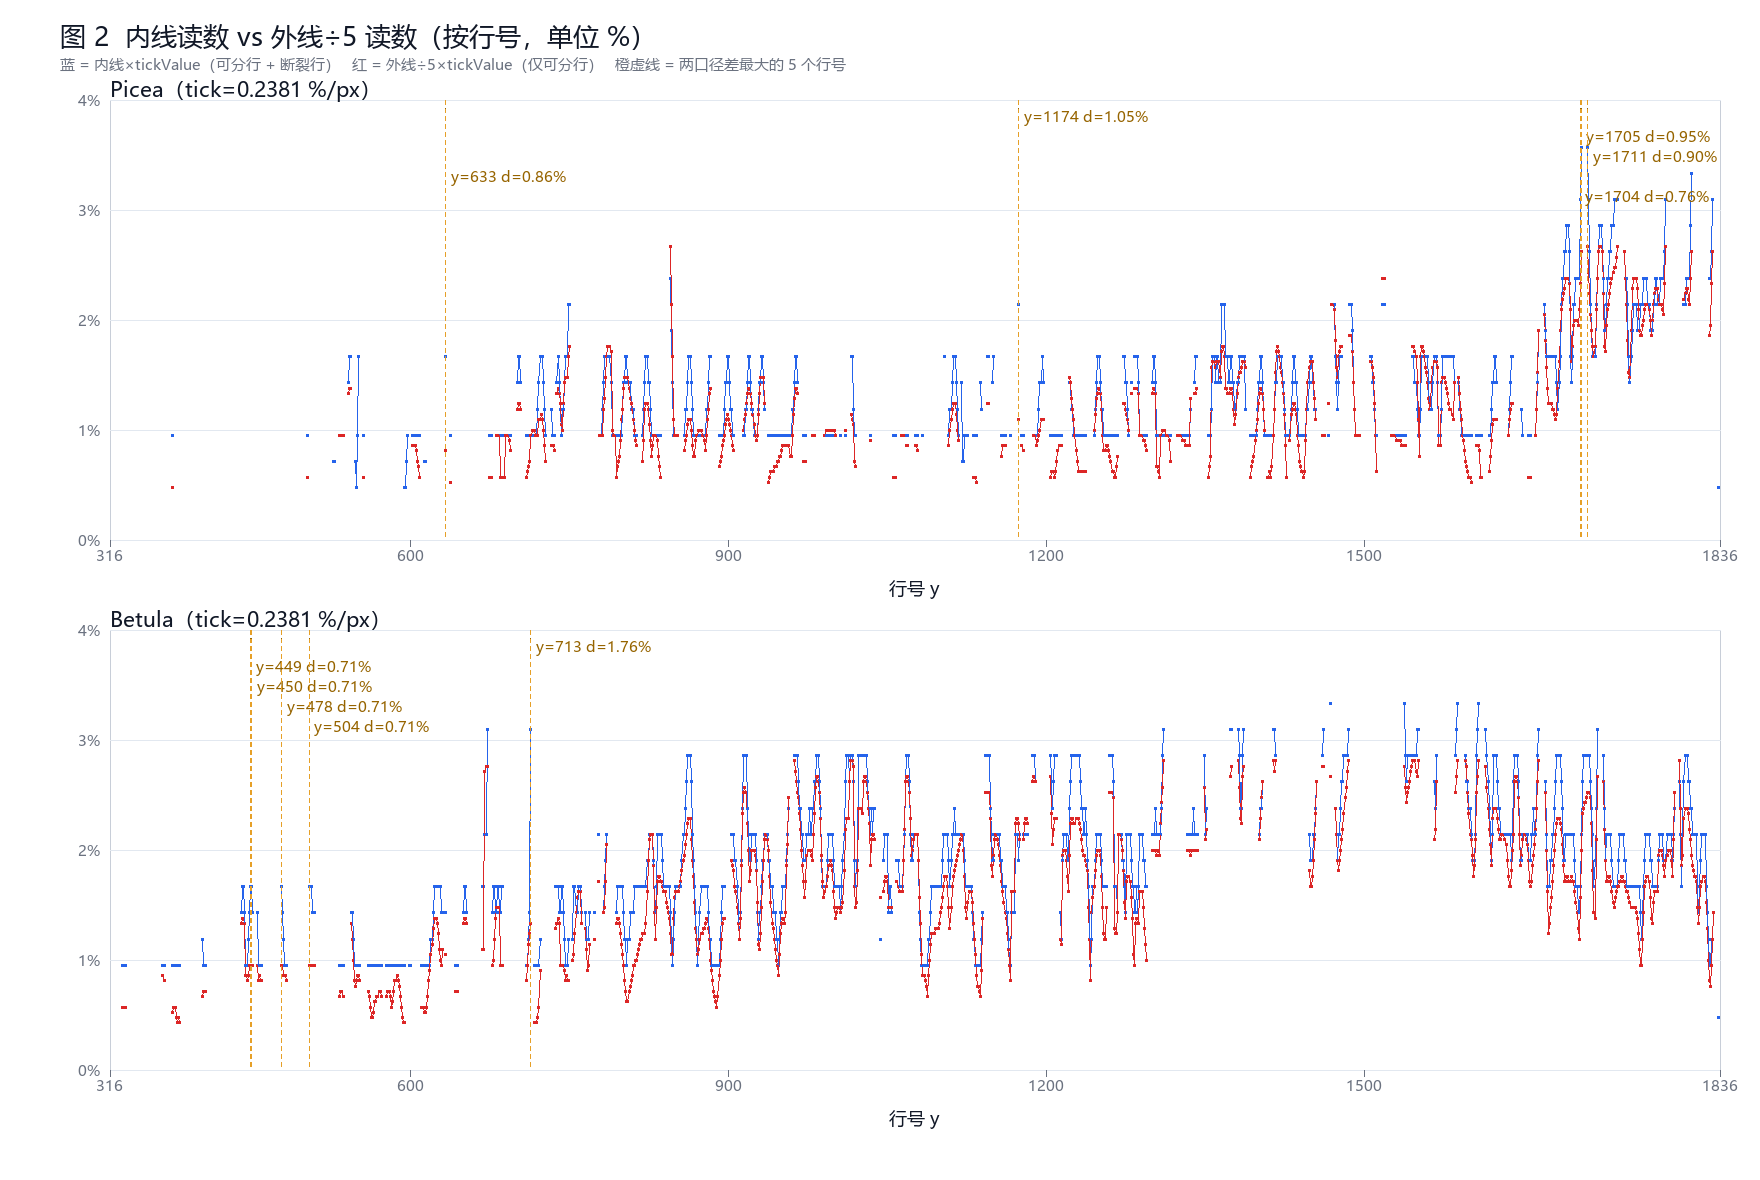 图 2 内线读数 vs 外线÷5 读数（按行号，单位 %）
蓝 = 内线×tickValue（可分行 + 断裂行） 红 = 外线÷5×tickValue（仅可分行） 橙虚线 = 两口径差最大的 5 个行号
Picea（tick=0.2381 %/px）
4%
y=1174 d=1.05%
y=1705 d=0.95%
y=1711 d=0.90%
y=633 d=0.86%
y=1704 d=0.76%
3%
2%
1%
0%
316 600 900 1200 1500 1836
行号 y
Betula（tick=0.2381 %/px）
4%
y=713 d=1.76%
y=449 d=0.71%
y=450 d=0.71%
y=478 d=0.71%
y=504 d=0.71%
3%
2%
1%
0%
316 600 900 1200 1500 1836
行号 y